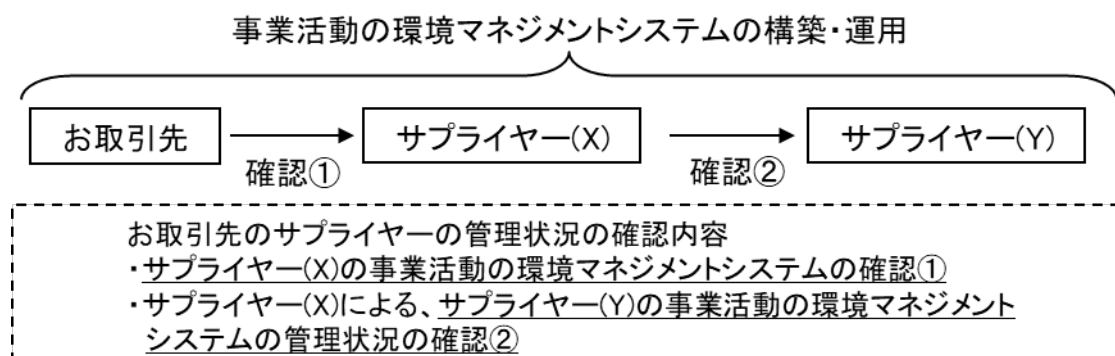 事業活動の環境マネジメントシステムの構築・運用
お取引先
サプライヤー(X)
サプライヤー(Y)
確認①
確認②
お取引先のサプライヤーの管理状況の確認内容
・サプライヤー(X)の事業活動の環境マネジメントシステムの確認①
・サプライヤー(X)による、サプライヤー(Y)の事業活動の環境マネジメント
システムの管理状況の確認②